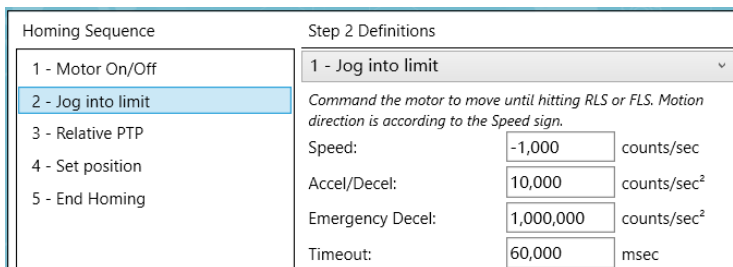 Homing Sequence
1 - Motor On/Off
2 - Jog into limit
3 - Relative PTP
4 - Set position
5 - End Homing
Step 2 Definitions
1 - Jog into limit
Command the motor to move until hitting RLS or FLS. Motion
direction is according to the Speed sign.
Speed: -1,000 counts/sec
Accel/Decel: 10,000 counts/sec²
Emergency Decel: 1,000,000 counts/sec²
Timeout: 60,000 msec